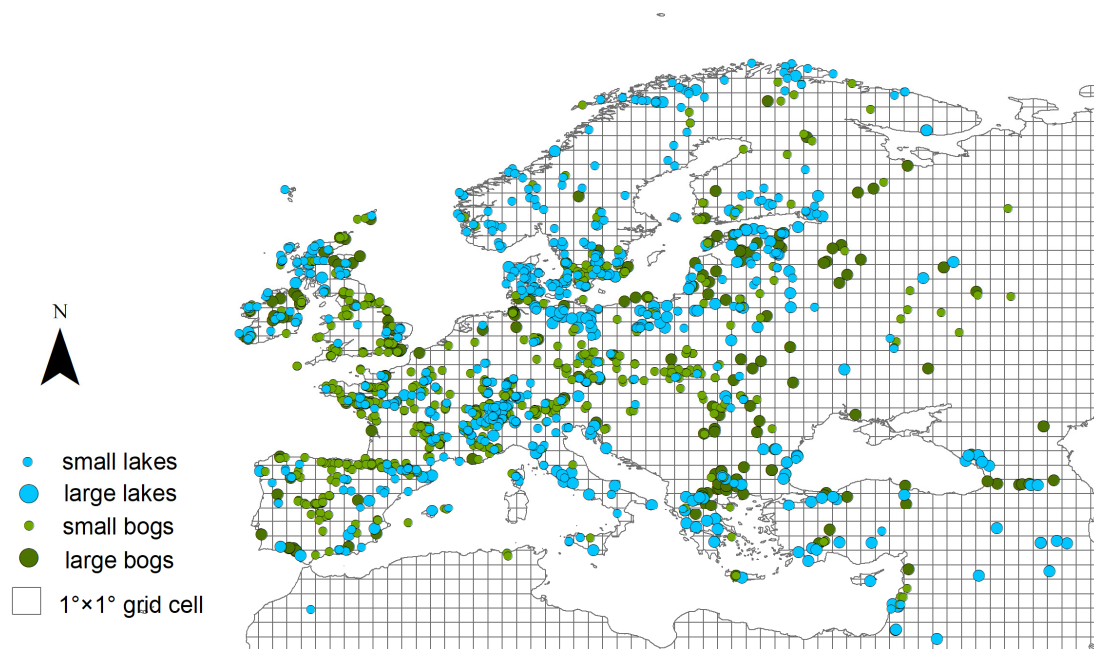 N
small lakes
large lakes
small bogs
large bogs
1°×1° grid cell